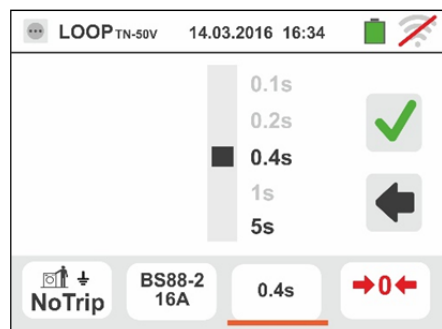 LOOP TN-50V 14.03.2016 16:34
0.1s
0.2s
0.4s
1s
5s
NoTrip
BS88-2
16A
0.4s
0